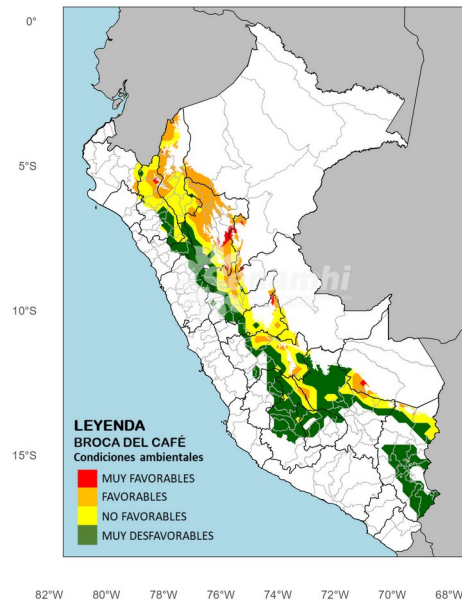 0°
5°S
10°S
15°S
senamhi
LEYENDA
BROCA DEL CAFÉ
Condiciones ambientales
MUY FAVORABLES
FAVORABLES
NO FAVORABLES
MUY DESFAVORABLES
82°W 80°W 78°W 76°W 74°W 72°W 70°W 68°W